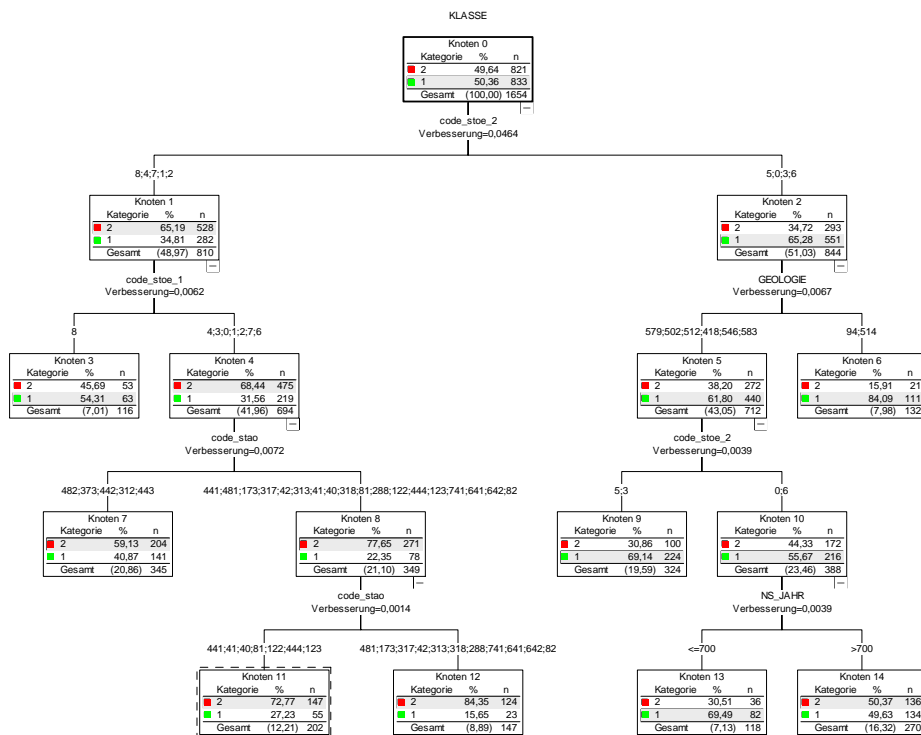 KLASSE
Knoten 0
Kategorie % n
2 49,64 821
1 50,36 833
Gesamt (100,00) 1654
code_stoe_2
Verbesserung=0,0464
8;4;7;1;2
5;0;3;6
Knoten 1
Kategorie % n
2 65,19 528
1 34,81 282
Gesamt (48,97) 810
Knoten 2
Kategorie % n
2 34,72 293
1 65,28 551
Gesamt (51,03) 844
code_stoe_1
Verbesserung=0,0062
GEOLOGIE
Verbesserung=0,0067
8
4;3;0;1;2;7;6
579;502;512;418;546;583
94;514
Knoten 3
Kategorie % n
2 45,69 53
1 54,31 63
Gesamt (7,01) 116
Knoten 4
Kategorie % n
2 68,44 475
1 31,56 219
Gesamt (41,96) 694
Knoten 5
Kategorie % n
2 38,20 272
1 61,80 440
Gesamt (43,05) 712
Knoten 6
Kategorie % n
2 15,91 21
1 84,09 111
Gesamt (7,98) 132
code_stao
Verbesserung=0,0072
code_stoe_2
Verbesserung=0,0039
482;373;442;312;443
441;481;173;317;42;313;41;40;318;81;288;122;444;123;741;641;642;82
5;3
0;6
Knoten 7
Kategorie % n
2 59,13 204
1 40,87 141
Gesamt (20,86) 345
Knoten 8
Kategorie % n
2 77,65 271
1 22,35 78
Gesamt (21,10) 349
Knoten 9
Kategorie % n
2 30,86 100
1 69,14 224
Gesamt (19,59) 324
Knoten 10
Kategorie % n
2 44,33 172
1 55,67 216
Gesamt (23,46) 388
code_stao
Verbesserung=0,0014
NS_JAHR
Verbesserung=0,0039
441;41;40;81;122;444;123
481;173;317;42;313;318;288;741;641;642;82
<=700
>700
Knoten 11
Kategorie % n
2 72,77 147
1 27,23 55
Gesamt (12,21) 202
Knoten 12
Kategorie % n
2 84,35 124
1 15,65 23
Gesamt (8,89) 147
Knoten 13
Kategorie % n
2 30,51 36
1 69,49 82
Gesamt (7,13) 118
Knoten 14
Kategorie % n
2 50,37 136
1 49,63 134
Gesamt (16,32) 270